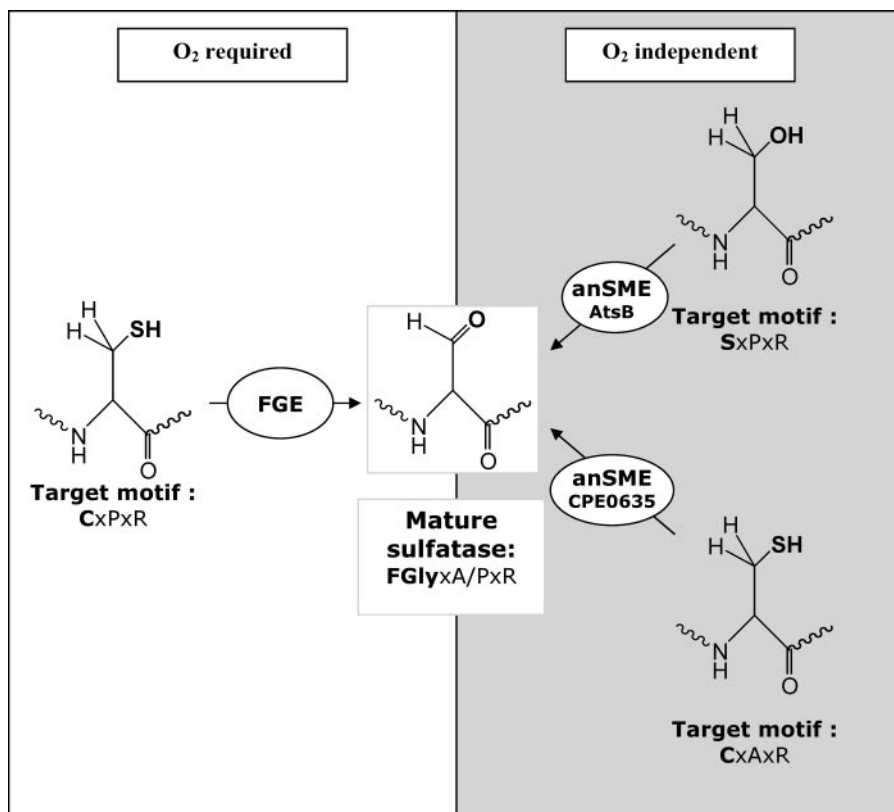 O₂ required
O₂ independent
H
H
OH
N
H
O
anSME
AtsB
Target motif :
SxPxR
H
H
SH
N
H
O
Target motif :
CxPxR
FGE
H
O
N
H
O
Mature
sulfatase:
FGlyxA/PxR
anSME
CPE0635
H
H
SH
N
H
O
Target motif :
CxAxR